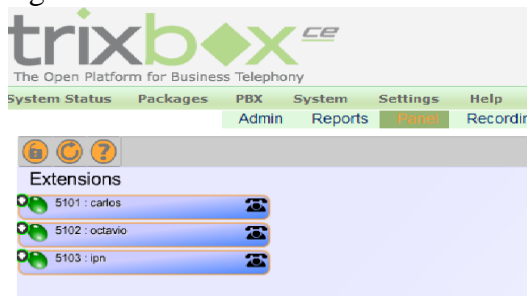 trixbox ce
The Open Platform for Business Telephony
System Status Packages PBX System Settings Help
Admin Reports Panel Recordin
Extensions
5101 : carlos
5102 : octavio
5103 : ipn